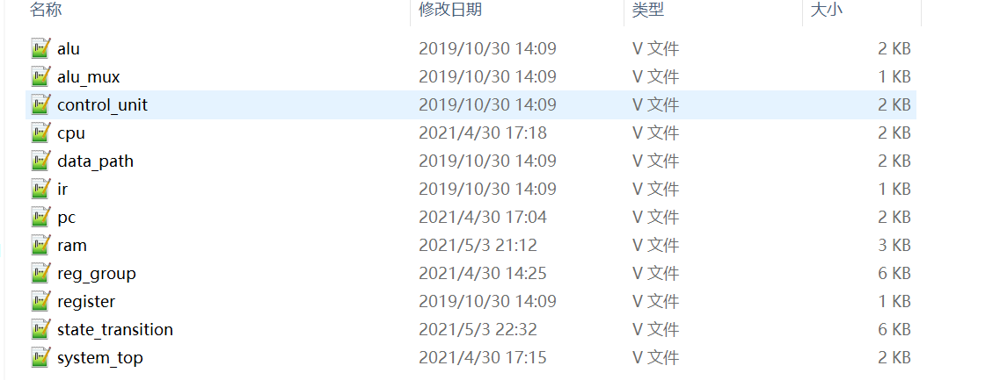 名称 修改日期 类型 大小
alu 2019/10/30 14:09 V 文件 2 KB
alu_mux 2019/10/30 14:09 V 文件 1 KB
control_unit 2019/10/30 14:09 V 文件 2 KB
cpu 2021/4/30 17:18 V 文件 2 KB
data_path 2019/10/30 14:09 V 文件 2 KB
ir 2019/10/30 14:09 V 文件 1 KB
pc 2021/4/30 17:04 V 文件 2 KB
ram 2021/5/3 21:12 V 文件 3 KB
reg_group 2021/4/30 14:25 V 文件 6 KB
register 2019/10/30 14:09 V 文件 1 KB
state_transition 2021/5/3 22:32 V 文件 6 KB
system_top 2021/4/30 17:15 V 文件 2 KB